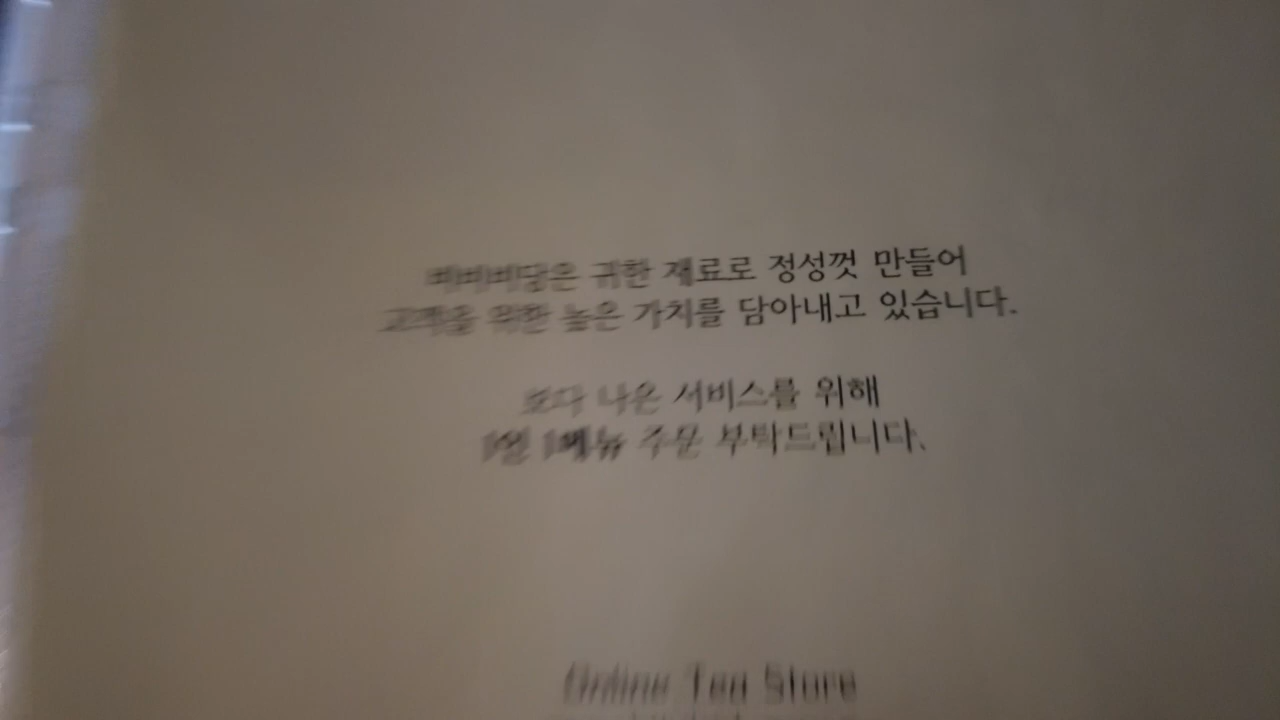 비비비당은 귀한 재료로 정성껏 만들어
고객을 위한 높은 가치를 담아내고 있습니다.
보다 나은 서비스를 위해
1인 1메뉴 주문 부탁드립니다.
Online Tea Store